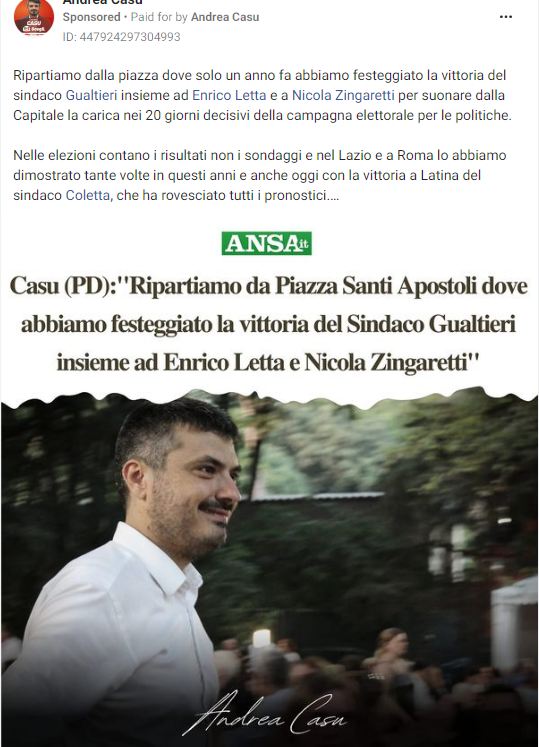 Andrea Casu
Sponsored • Paid for by Andrea Casu
ID: 447924297304993
Ripartiamo dalla piazza dove solo un anno fa abbiamo festeggiato la vittoria del
sindaco Gualtieri insieme ad Enrico Letta e a Nicola Zingaretti per suonare dalla
Capitale la carica nei 20 giorni decisivi della campagna elettorale per le politiche.
Nelle elezioni contano i risultati non i sondaggi e nel Lazio e a Roma lo abbiamo
dimostrato tante volte in questi anni e anche oggi con la vittoria a Latina del
sindaco Coletta, che ha rovesciato tutti i pronostici....
ANSA.it
Casu (PD):"Ripartiamo da Piazza Santi Apostoli dove
abbiamo festeggiato la vittoria del Sindaco Gualtieri
insieme ad Enrico Letta e Nicola Zingaretti"
Andrea Casu